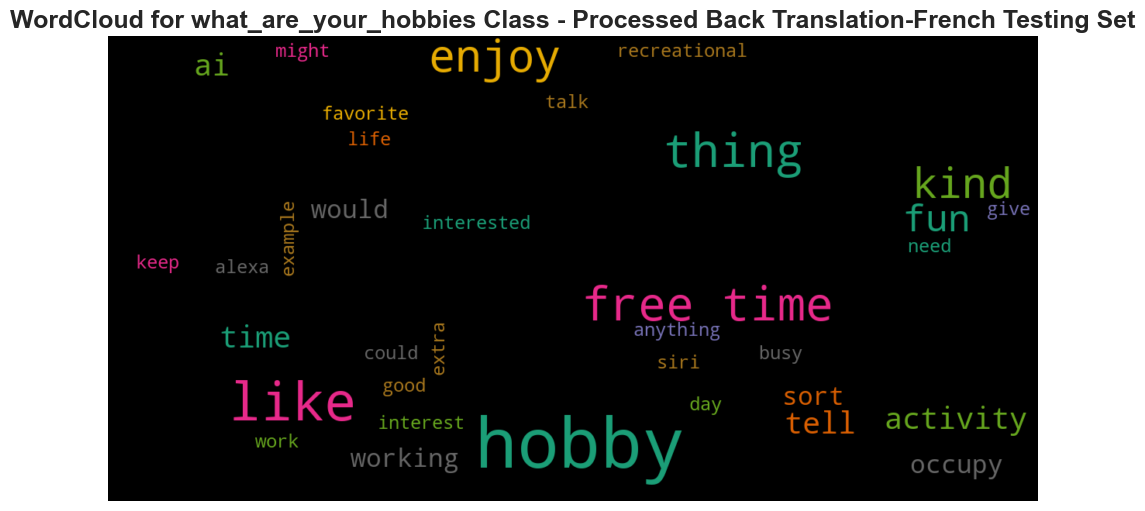 WordCloud for what_are_your_hobbies Class - Processed Back Translation-French Testing Set
might
enjoy
recreational
ai
talk
favorite
life
thing
kind
would
interested
fun
give
example
need
keep
alexa
free time
time
anything
could
extra
siri
busy
good
like
sort
day
interest
tell
activity
work
working
hobby
occupy